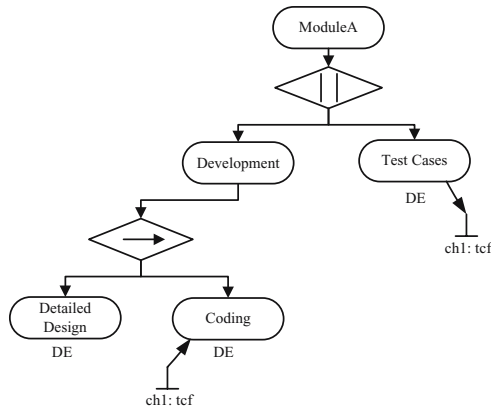 ModuleA
Development
Test Cases
DE
ch1: tcf
Detailed
Design
Coding
DE
DE
ch1: tcf